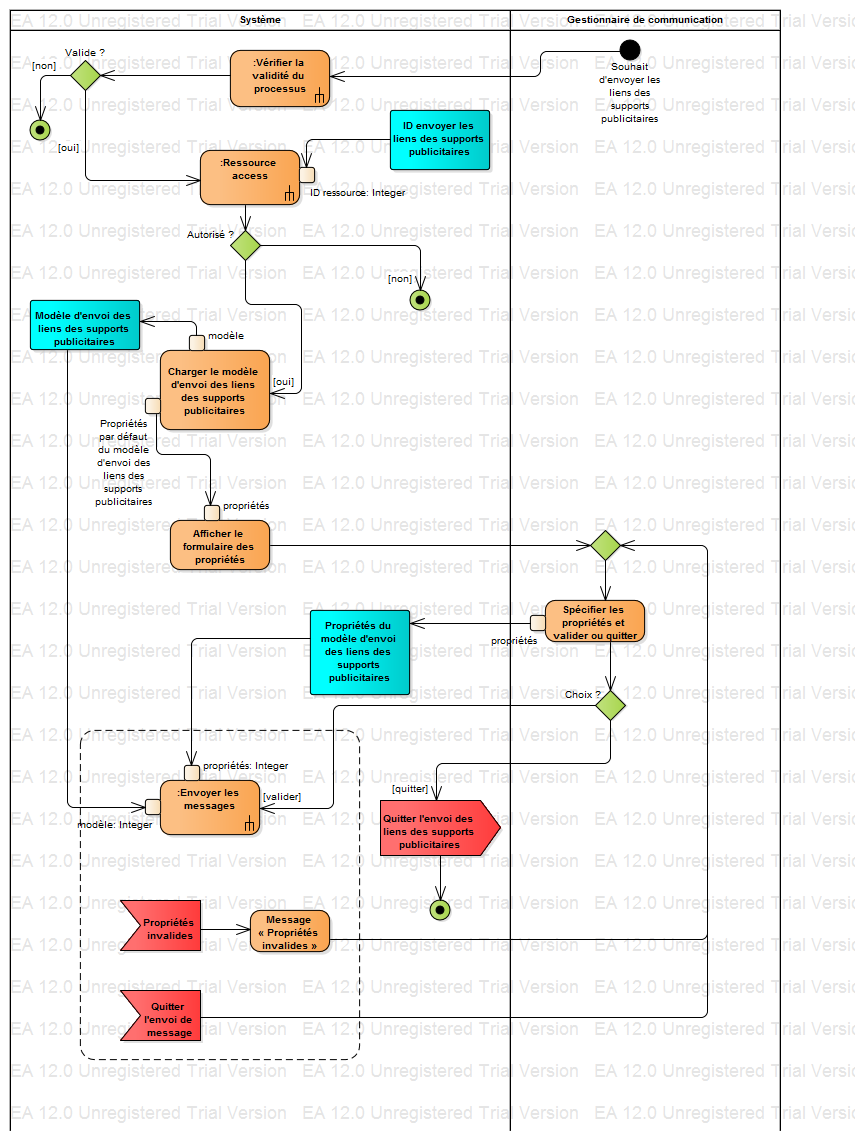 Système
Gestionnaire de communication
Valide ?
[non]
:Vérifier la
validité du
processus
Souhait
d'envoyer les
liens des
supports
publicitaires
[oui]
ID envoyer les
liens des supports
publicitaires
:Ressource
access
ID ressource: Integer
Autorisé ?
[non]
Modèle d'envoi des
liens des supports
publicitaires
modèle
Charger le modèle
d'envoi des liens
des supports
publicitaires
[oui]
Propriétés
par défaut
du modèle
d'envoi des
liens des
supports
publicitaires
propriétés
Afficher le
formulaire des
propriétés
Spécifier les
propriétés et
valider ou quitter
propriétés
Propriétés du
modèle d'envoi
des liens des
supports
publicitaires
Choix ?
propriétés: Integer
:Envoyer les
messages
[valider]
modèle: Integer
[quitter]
Quitter l'envoi des
liens des supports
publicitaires
Propriétés
invalides
Message
« Propriétés
invalides »
Quitter
l'envoi de
message
EA 12.0 Unregistered Trial Version